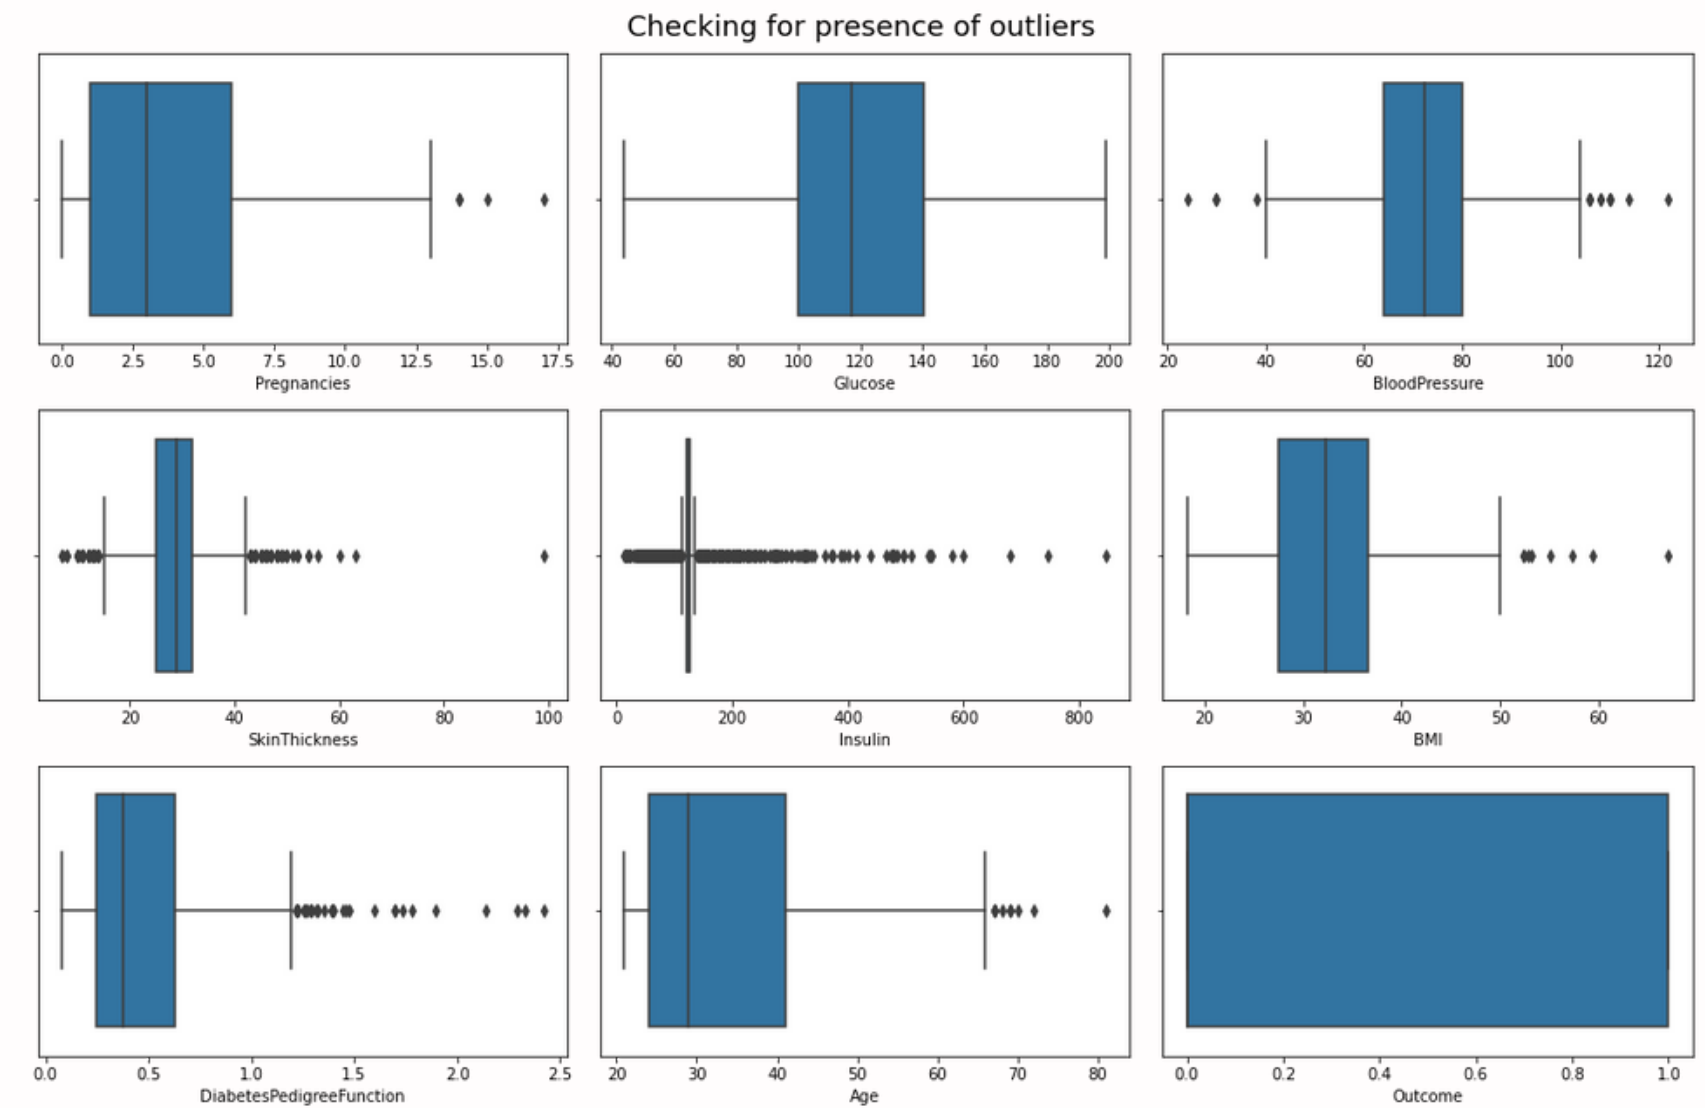 Checking for presence of outliers
0.0 2.5 5.0 7.5 10.0 12.5 15.0 17.5
Pregnancies
40 60 80 100 120 140 160 180 200
Glucose
20 40 60 80 100 120
BloodPressure
20 40 60 80 100
SkinThickness
0 200 400 600 800
Insulin
20 30 40 50 60
BMI
0.0 0.5 1.0 1.5 2.0 2.5
DiabetesPedigreeFunction
20 30 40 50 60 70 80
Age
0.0 0.2 0.4 0.6 0.8 1.0
Outcome